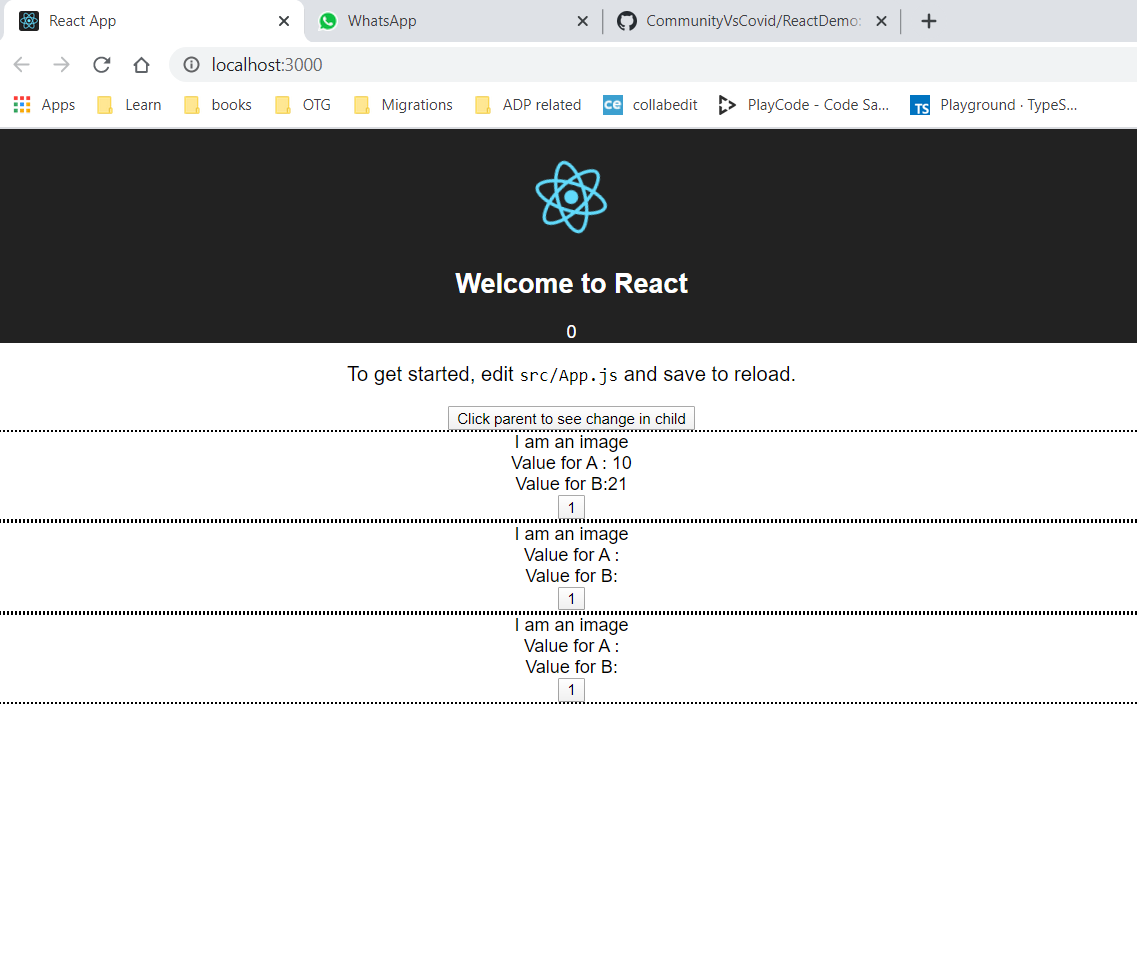 React App WhatsApp CommunityVsCovid/ReactDemo
localhost:3000
Apps Learn books OTG Migrations ADP related ce collabedit PlayCode - Code Sa... TS Playground · TypeS...
Welcome to React
0
To get started, edit src/App.js and save to reload.
Click parent to see change in child
I am an image
Value for A : 10
Value for B:21
1
I am an image
Value for A :
Value for B:
1
I am an image
Value for A :
Value for B:
1